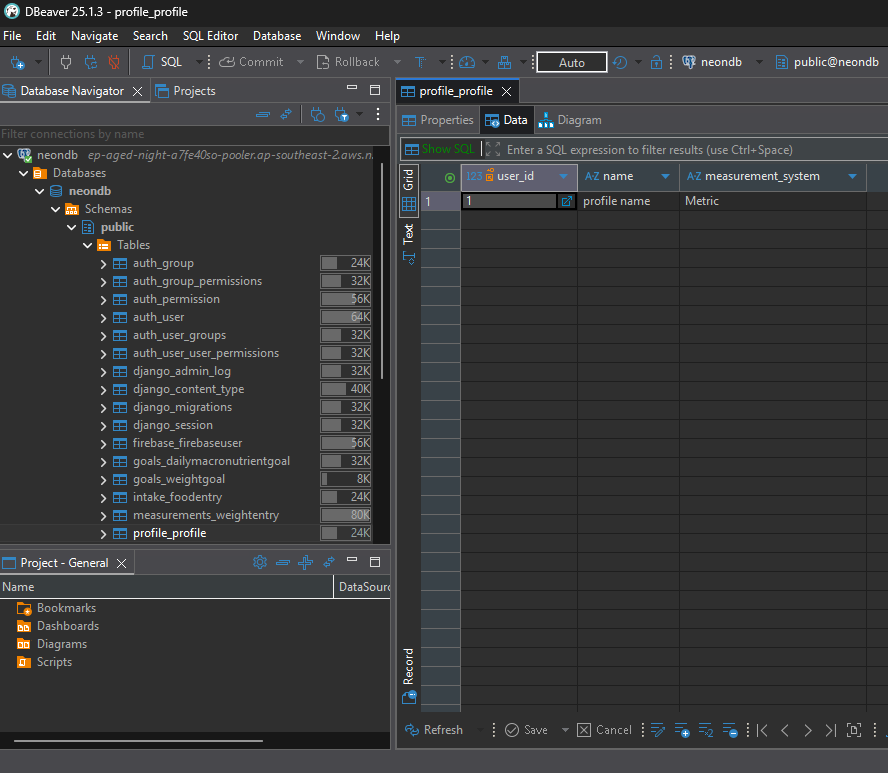 DBeaver 25.1.3 - profile_profile
File Edit Navigate Search SQL Editor Database Window Help
SQL Commit Rollback T Auto neondb public@neondb
Database Navigator Projects
Filter connections by name
neondb ep-aged-night-a7fe40so-pooler.ap-southeast-2.aws.n
Databases
neondb
Schemas
public
Tables
auth_group 24K
auth_group_permissions 32K
auth_permission 56K
auth_user 64K
auth_user_groups 32K
auth_user_user_permissions 32K
django_admin_log 32K
django_content_type 40K
django_migrations 32K
django_session 32K
firebase_firebaseuser 56K
goals_dailymacronutrientgoal 32K
goals_weightgoal 8K
intake_foodentry 24K
measurements_weightentry 80K
profile_profile 24K
Project - General
Name DataSourc
Bookmarks
Dashboards
Diagrams
Scripts
profile_profile
Properties Data Diagram
Show SQL Enter a SQL expression to filter results (use Ctrl+Space)
Grid
Text
Record
123 user_id A-Z name A-Z measurement_system
1 1 profile name Metric
Refresh Save Cancel